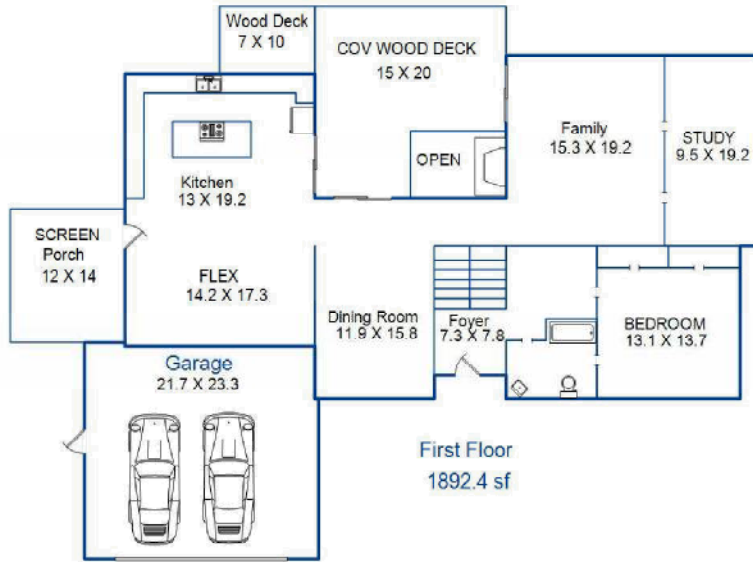 Wood Deck
7 X 10
COV WOOD DECK
15 X 20
Family
15.3 X 19.2
STUDY
9.5 X 19.2
OPEN
Kitchen
13 X 19.2
SCREEN
Porch
12 X 14
FLEX
14.2 X 17.3
Dining Room
11.9 X 15.8
Foyer
7.3 X 7.8
BEDROOM
13.1 X 13.7
Garage
21.7 X 23.3
First Floor
1892.4 sf